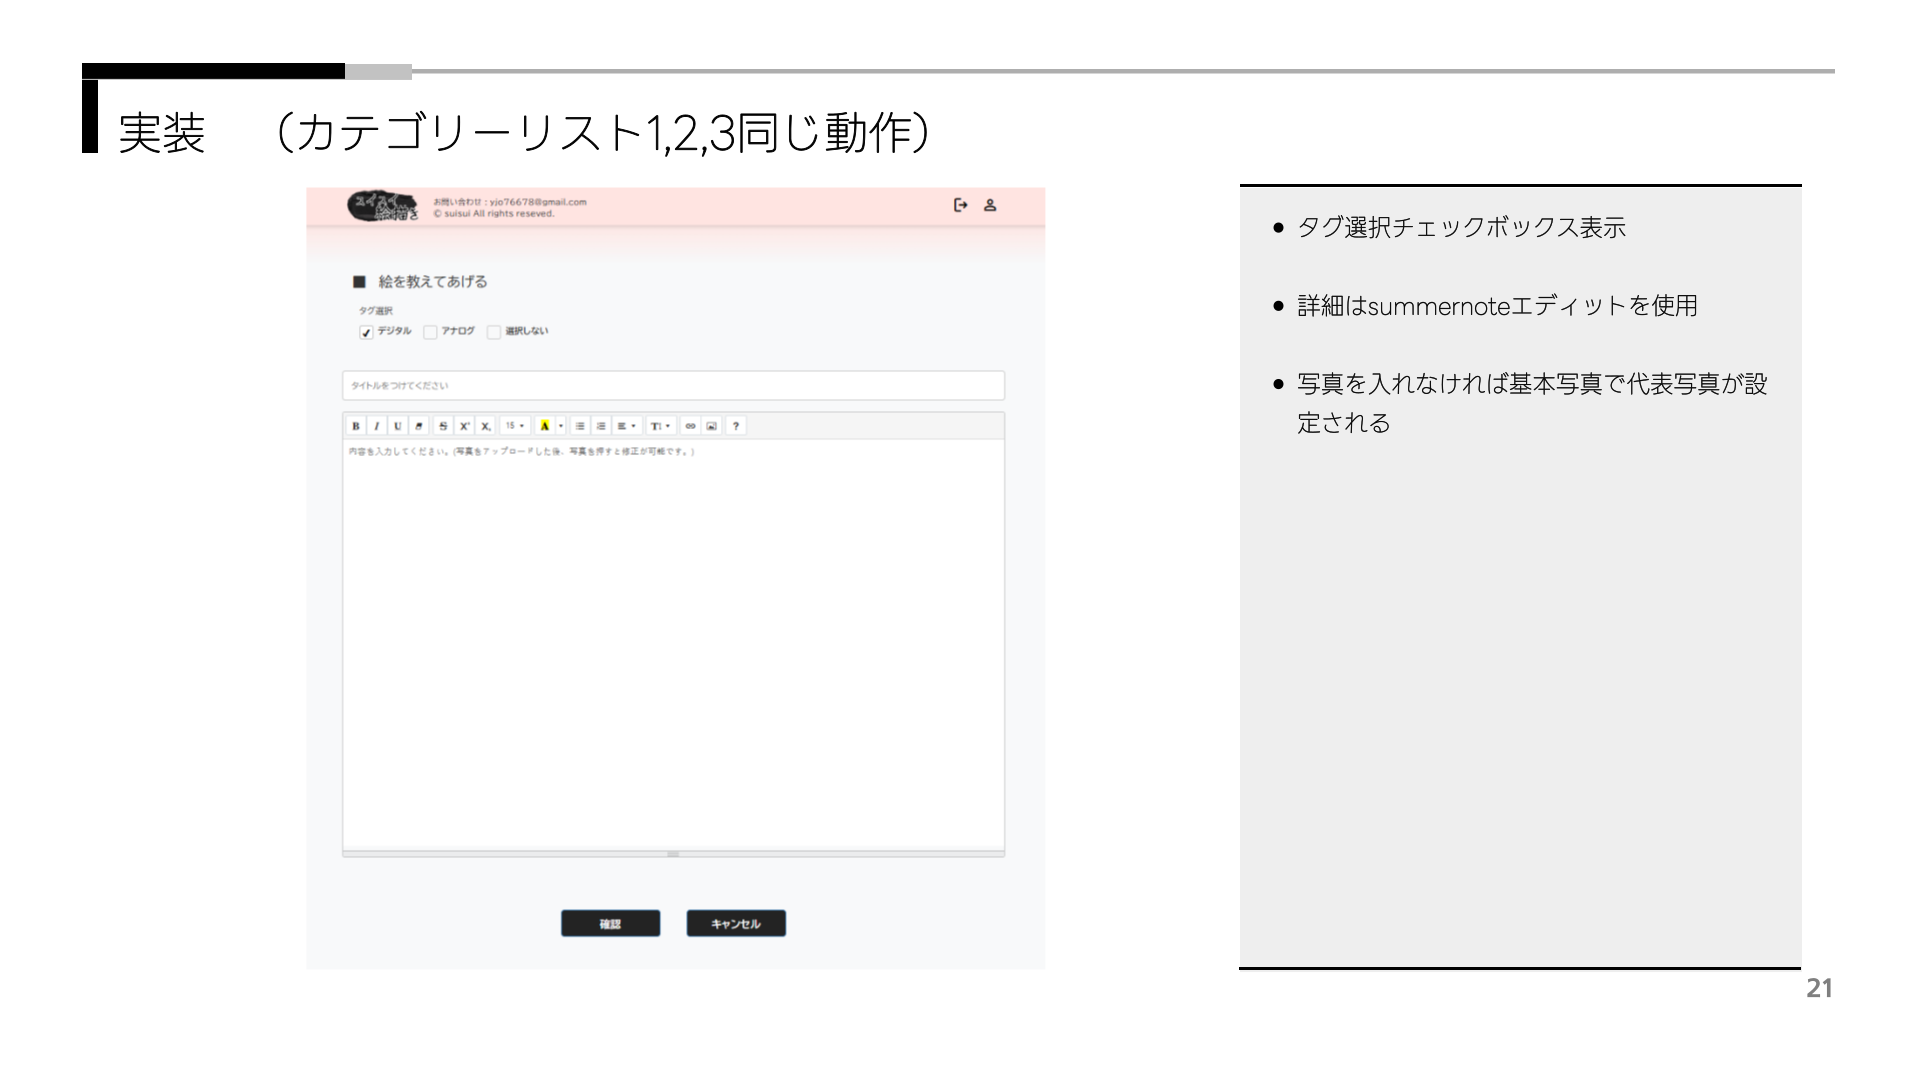 実装　（カテゴリーリスト1,2,3同じ動作）
スイスイ
絵描き
お問い合わせ : yjo76678@gmail.com
© suisui All rights reseved.
■ 絵を教えてあげる
タグ選択
デジタル アナログ 選択しない
タイトルをつけてください
B I U S X² X₂ 15 A T ?
内容を入力してください。(写真をアップロードした後、写真を押すと修正が可能です。)
確認 キャンセル
● タグ選択チェックボックス表示
● 詳細はsummernoteエディットを使用
● 写真を入れなければ基本写真で代表写真が設
定される
21